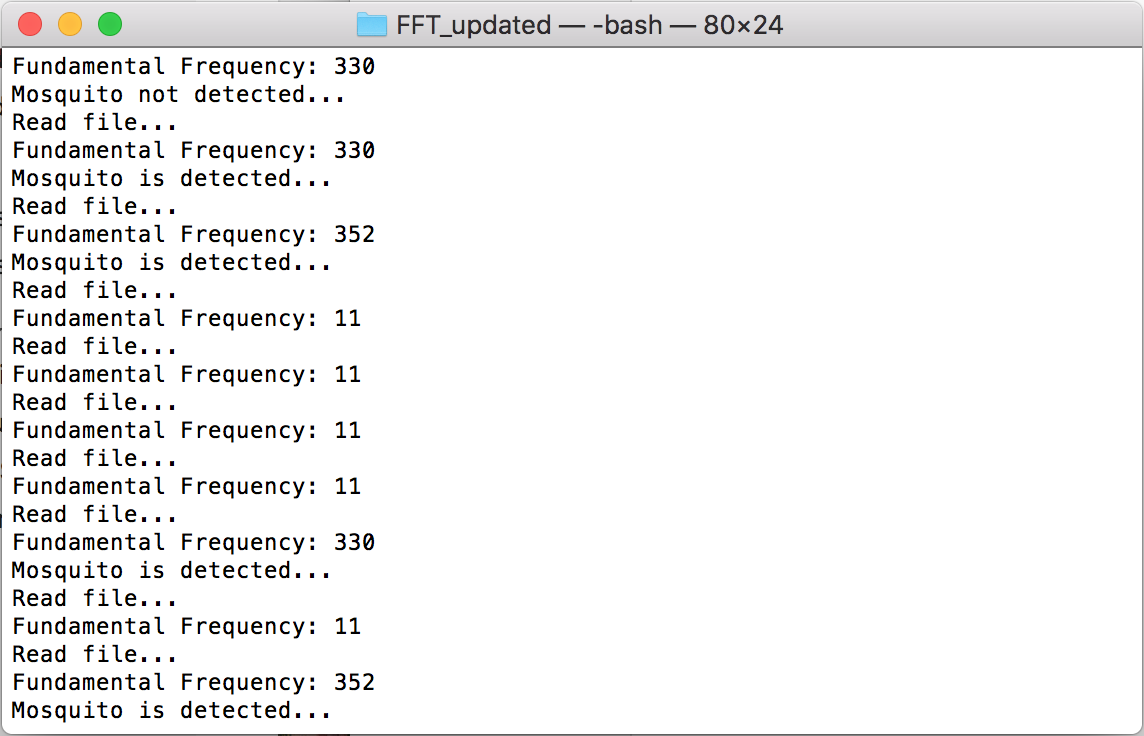 FFT_updated — -bash — 80×24
Fundamental Frequency: 330
Mosquito not detected...
Read file...
Fundamental Frequency: 330
Mosquito is detected...
Read file...
Fundamental Frequency: 352
Mosquito is detected...
Read file...
Fundamental Frequency: 11
Read file...
Fundamental Frequency: 11
Read file...
Fundamental Frequency: 11
Read file...
Fundamental Frequency: 11
Read file...
Fundamental Frequency: 330
Mosquito is detected...
Read file...
Fundamental Frequency: 11
Read file...
Fundamental Frequency: 352
Mosquito is detected...